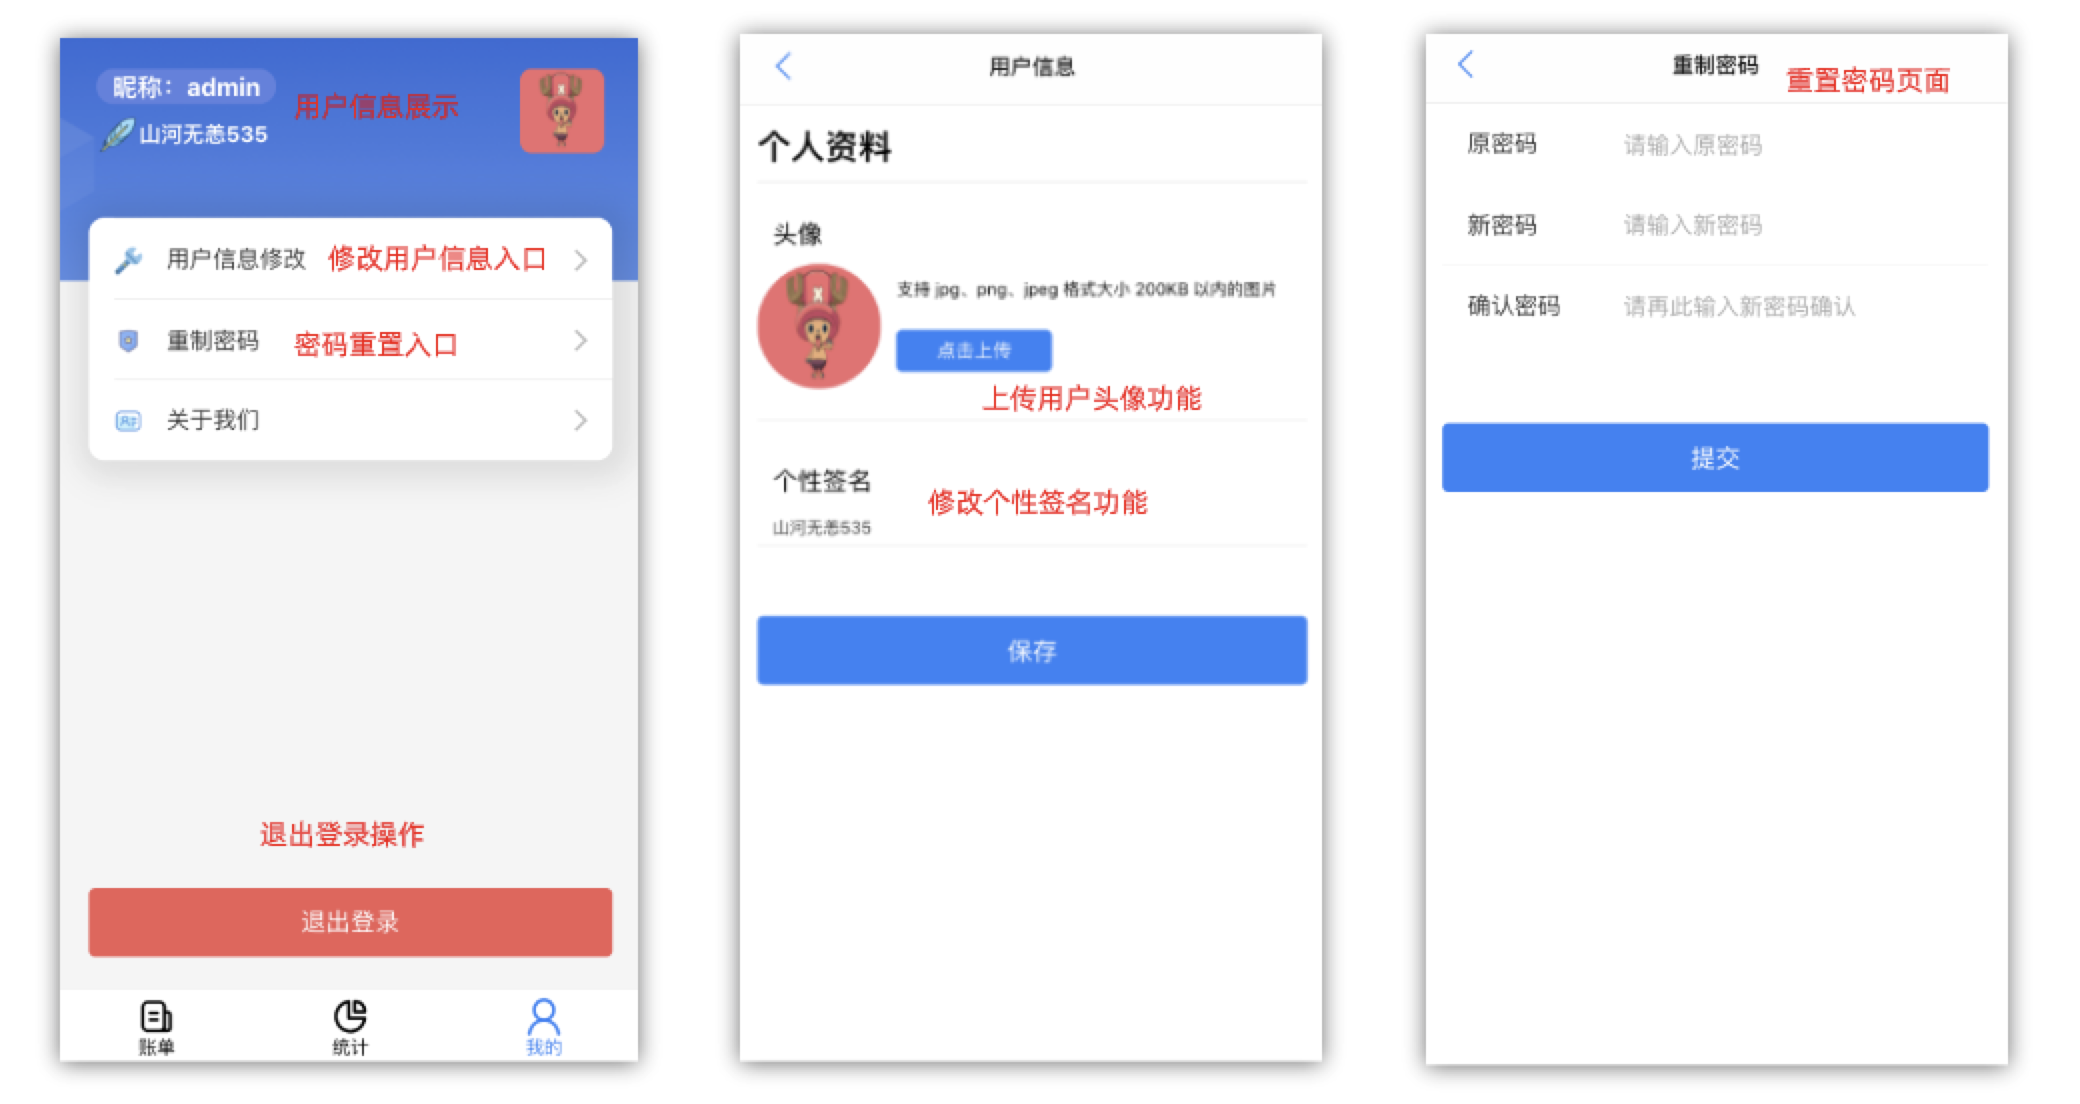 昵称：admin
用户信息展示
山河无恙535
用户信息修改
修改用户信息入口
重制密码
密码重置入口
关于我们
退出登录操作
退出登录
账单
统计
我的
用户信息
个人资料
头像
支持 jpg、png、jpeg 格式大小 200KB 以内的图片
点击上传
上传用户头像功能
个性签名
修改个性签名功能
山河无恙535
保存
重制密码
重置密码页面
原密码
请输入原密码
新密码
请输入新密码
确认密码
请再此输入新密码确认
提交